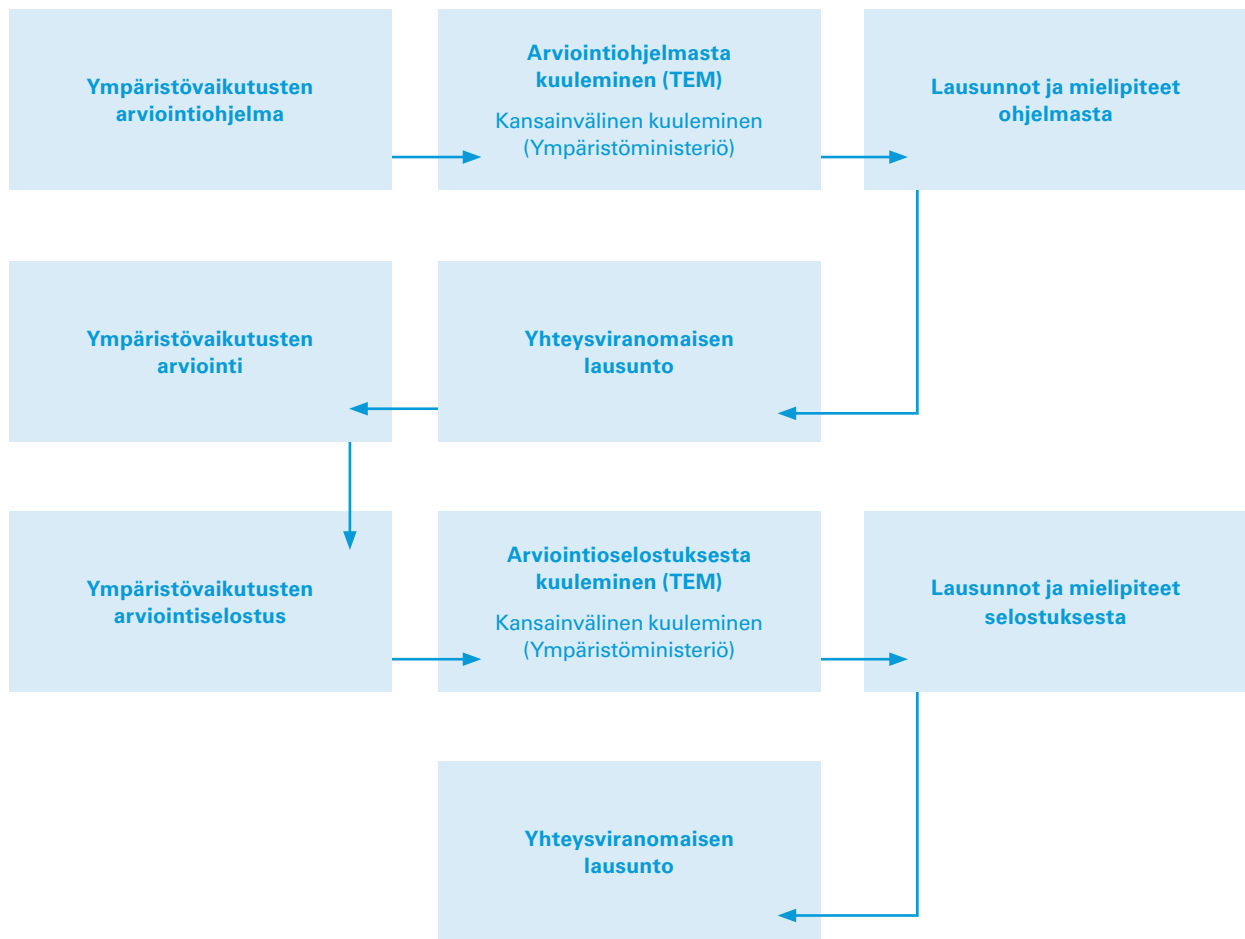 Ympäristövaikutusten
arviointiohjelma
Arviointiohjelmasta
kuuleminen (TEM)
Kansainvälinen kuuleminen
(Ympäristöministeriö)
Lausunnot ja mielipiteet
ohjelmasta
Ympäristövaikutusten
arviointi
Yhteysviranomaisen
lausunto
Ympäristövaikutusten
arviointiselostus
Arviointioselostuksesta
kuuleminen (TEM)
Kansainvälinen kuuleminen
(Ympäristöministeriö)
Lausunnot ja mielipiteet
selostuksesta
Yhteysviranomaisen
lausunto